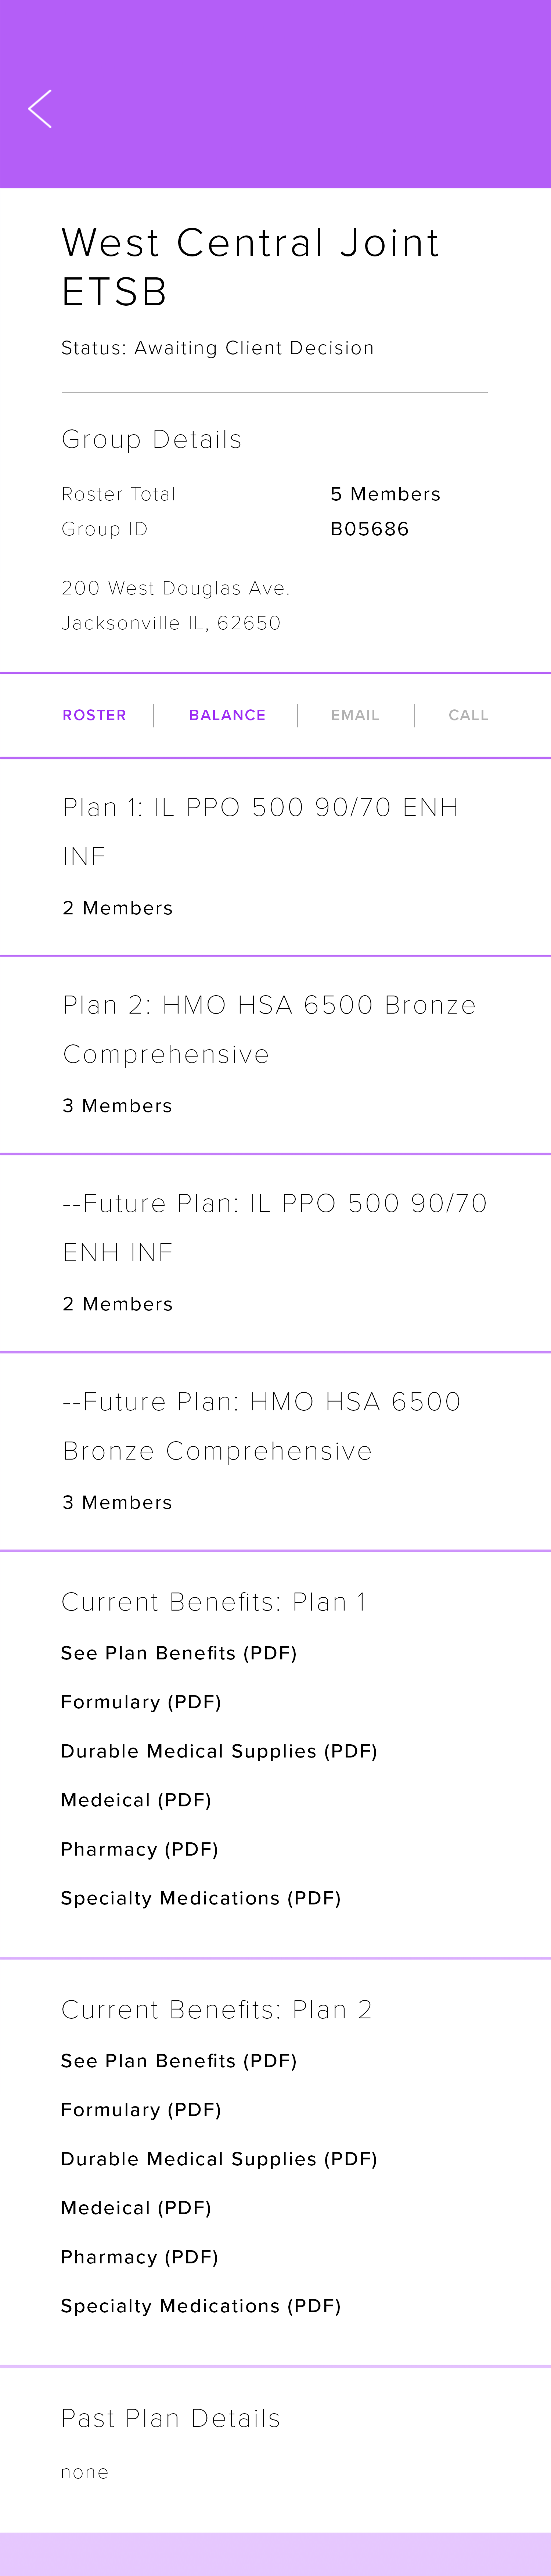 West Central Joint
ETSB
Status: Awaiting Client Decision
Group Details
Roster Total 5 Members
Group ID B05686
200 West Douglas Ave.
Jacksonville IL, 62650
ROSTER BALANCE EMAIL CALL
Plan 1: IL PPO 500 90/70 ENH
INF
2 Members
Plan 2: HMO HSA 6500 Bronze
Comprehensive
3 Members
--Future Plan: IL PPO 500 90/70
ENH INF
2 Members
--Future Plan: HMO HSA 6500
Bronze Comprehensive
3 Members
Current Benefits: Plan 1
See Plan Benefits (PDF)
Formulary (PDF)
Durable Medical Supplies (PDF)
Medeical (PDF)
Pharmacy (PDF)
Specialty Medications (PDF)
Current Benefits: Plan 2
See Plan Benefits (PDF)
Formulary (PDF)
Durable Medical Supplies (PDF)
Medeical (PDF)
Pharmacy (PDF)
Specialty Medications (PDF)
Past Plan Details
none